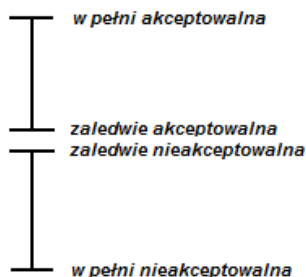 w pełni akceptowalna
zaledwie akceptowalna
zaledwie nieakceptowalna
w pełni nieakceptowalna